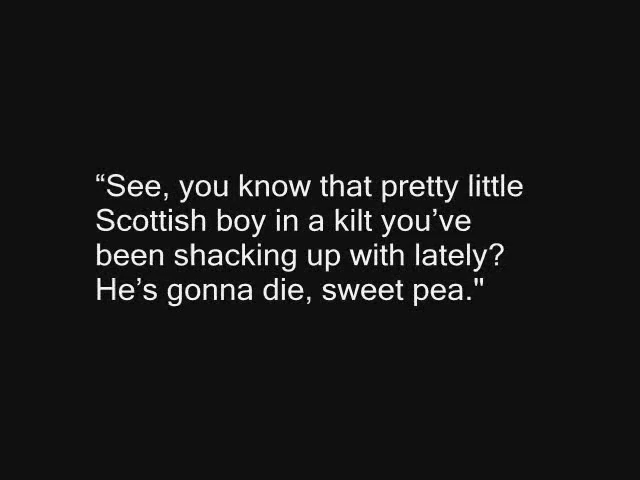 “See, you know that pretty little
Scottish boy in a kilt you’ve
been shacking up with lately?
He’s gonna die, sweet pea."